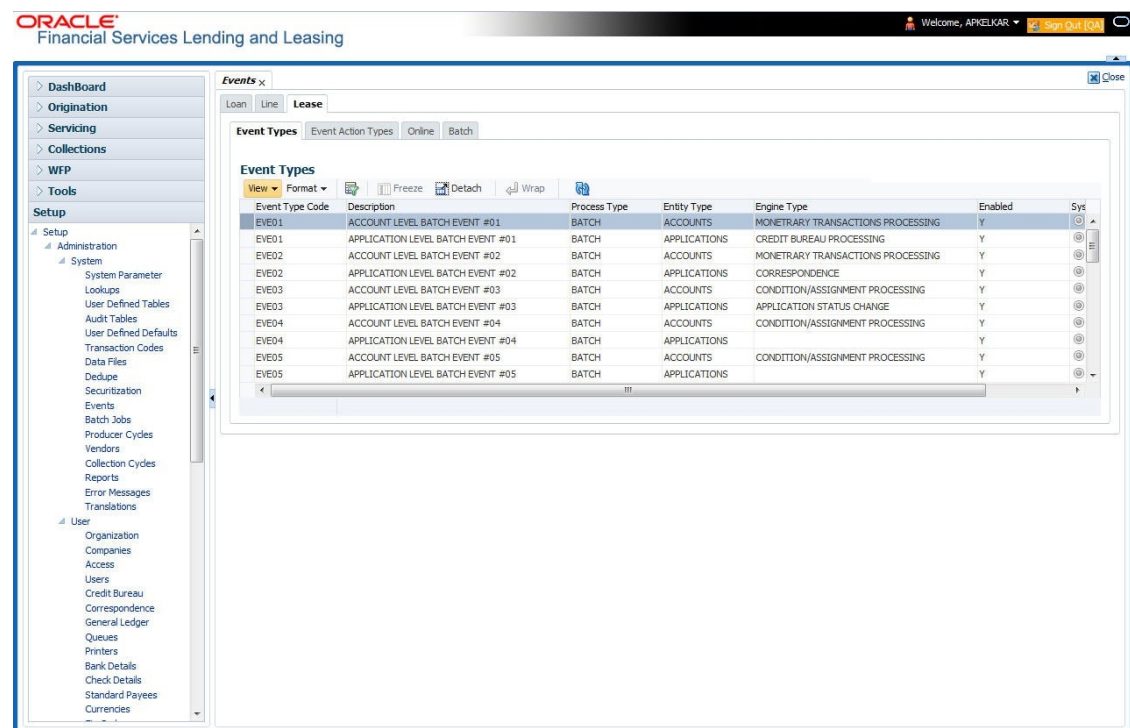 ORACLE
Financial Services Lending and Leasing
Welcome, APKELKAR
Sign Out [QA]
DashBoard
Origination
Servicing
Collections
WFP
Tools
Setup
Setup
Administration
System
System Parameter
Lookups
User Defined Tables
Audit Tables
User Defined Defaults
Transaction Codes
Data Files
Dedupe
Securitization
Events
Batch Jobs
Producer Cycles
Vendors
Collection Cycles
Reports
Error Messages
Translations
User
Organization
Companies
Access
Users
Credit Bureau
Correspondence
General Ledger
Queues
Printers
Bank Details
Check Details
Standard Payees
Currencies
Events x
Close
Loan Line Lease
Event Types Event Action Types Online Batch
Event Types
View Format Freeze Detach Wrap
Event Type Code Description Process Type Entity Type Engine Type Enabled Sys
EVE01 ACCOUNT LEVEL BATCH EVENT #01 BATCH ACCOUNTS MONETRARY TRANSACTIONS PROCESSING Y
EVE01 APPLICATION LEVEL BATCH EVENT #01 BATCH APPLICATIONS CREDIT BUREAU PROCESSING Y
EVE02 ACCOUNT LEVEL BATCH EVENT #02 BATCH ACCOUNTS MONETRARY TRANSACTIONS PROCESSING Y
EVE02 APPLICATION LEVEL BATCH EVENT #02 BATCH APPLICATIONS CORRESPONDENCE Y
EVE03 ACCOUNT LEVEL BATCH EVENT #03 BATCH ACCOUNTS CONDITION/ASSIGNMENT PROCESSING Y
EVE03 APPLICATION LEVEL BATCH EVENT #03 BATCH APPLICATIONS APPLICATION STATUS CHANGE Y
EVE04 ACCOUNT LEVEL BATCH EVENT #04 BATCH ACCOUNTS CONDITION/ASSIGNMENT PROCESSING Y
EVE04 APPLICATION LEVEL BATCH EVENT #04 BATCH APPLICATIONS Y
EVE05 ACCOUNT LEVEL BATCH EVENT #05 BATCH ACCOUNTS CONDITION/ASSIGNMENT PROCESSING Y
EVE05 APPLICATION LEVEL BATCH EVENT #05 BATCH APPLICATIONS Y